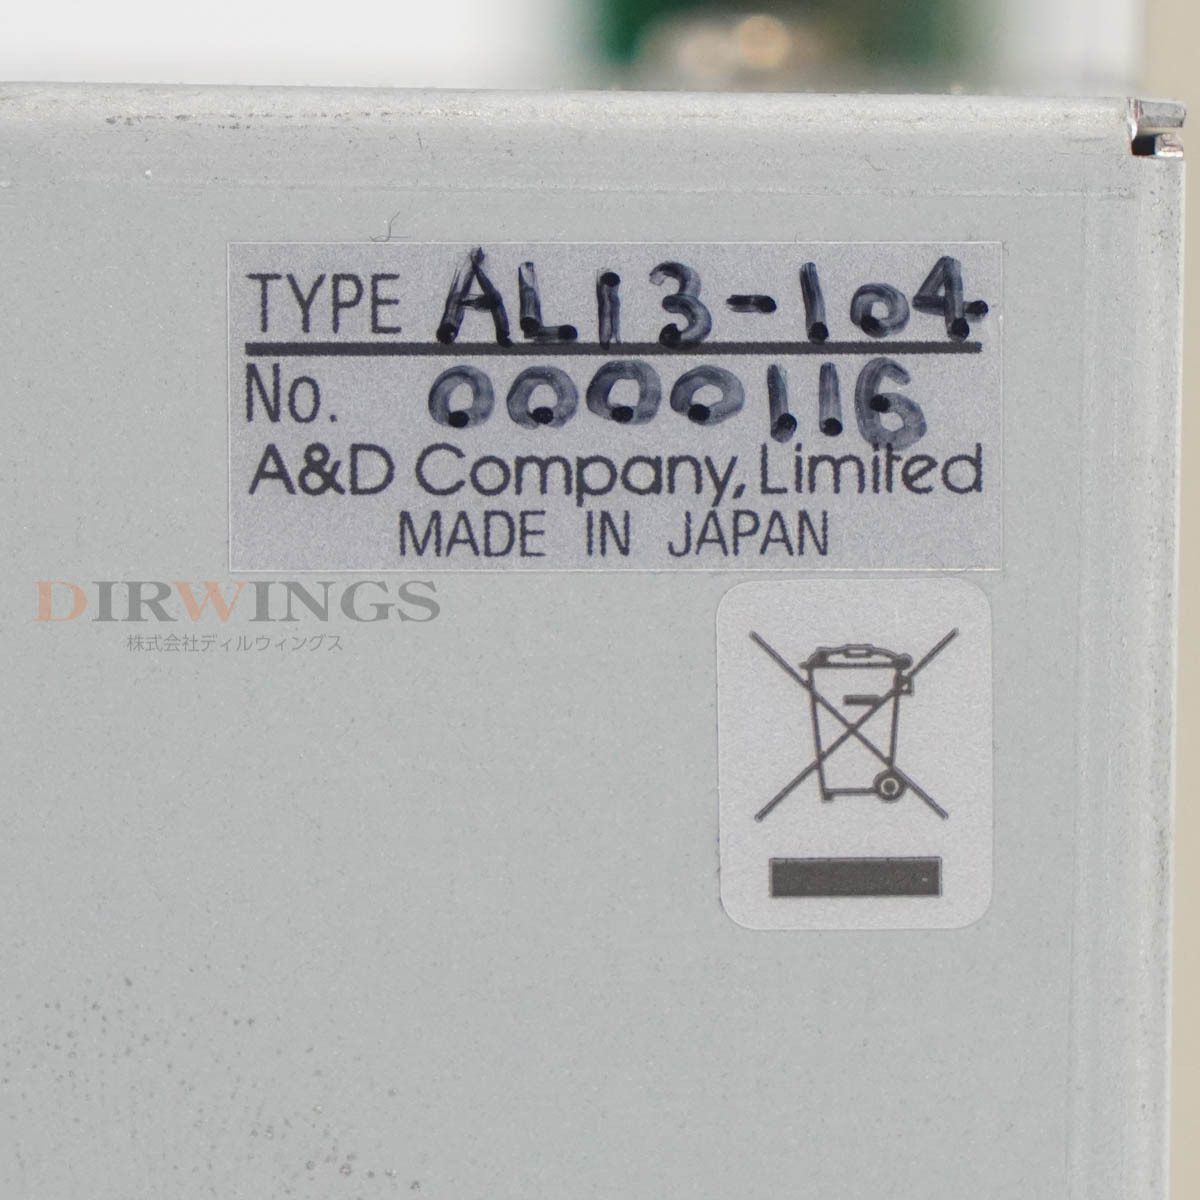 TYPE AL13-104
No. 0000116
A&D Company, Limited
MADE IN JAPAN
DIRWINGS
株式会社ディルウィングス